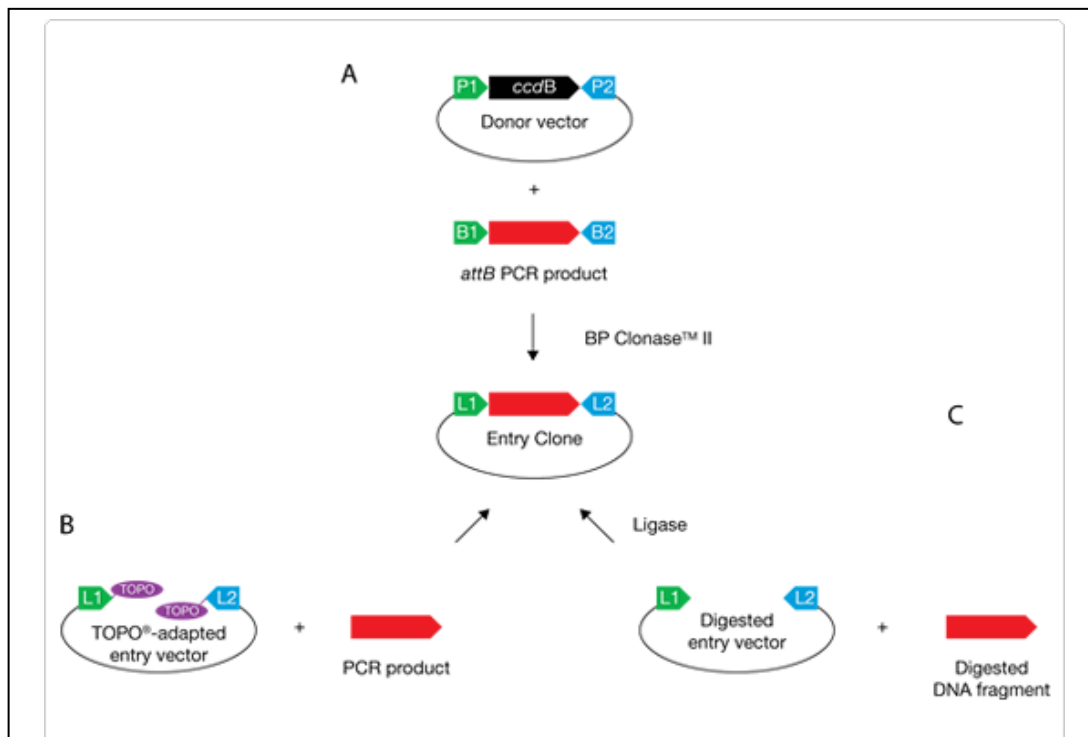 A
P1 ccdB P2
Donor vector
+
B1 B2
attB PCR product
BP Clonase™ II
L1 L2
Entry Clone
C
B
Ligase
L1 TOPO TOPO L2
TOPO®-adapted
entry vector
+
PCR product
L1 L2
Digested
entry vector
+
Digested
DNA fragment